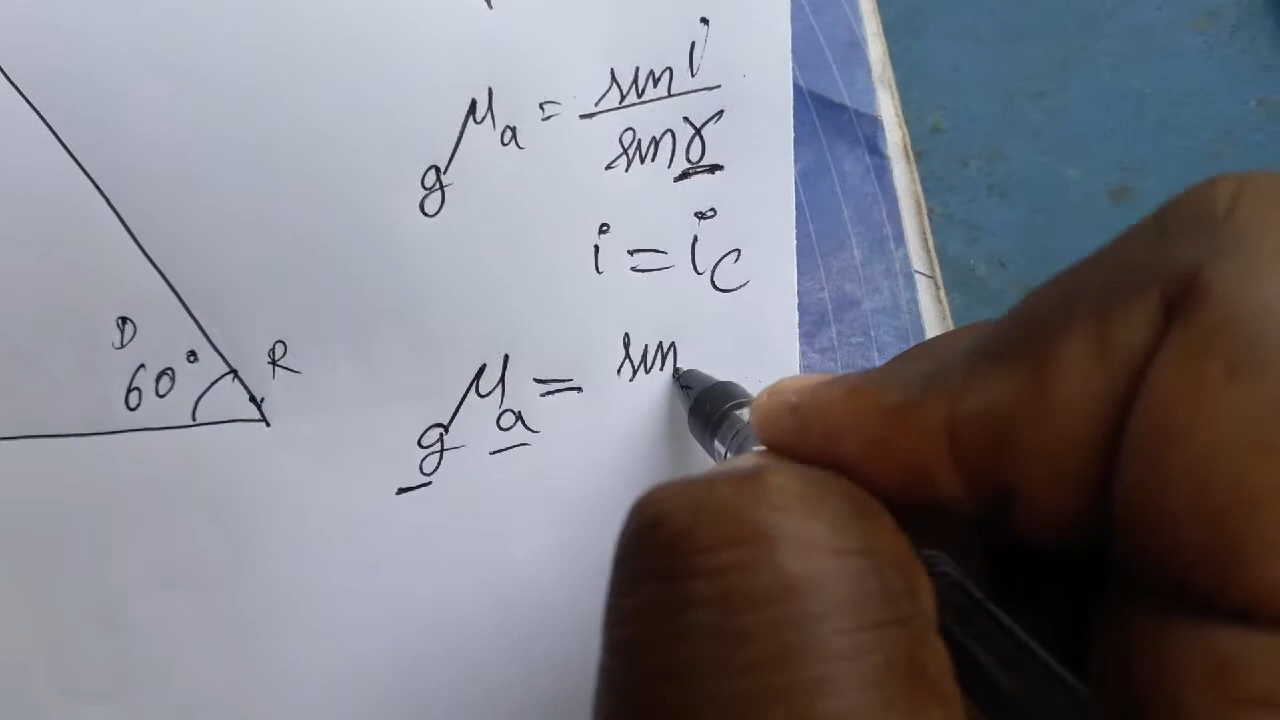 gμa = sin i / sin r
i = ic
D
60° R
gμa = sin